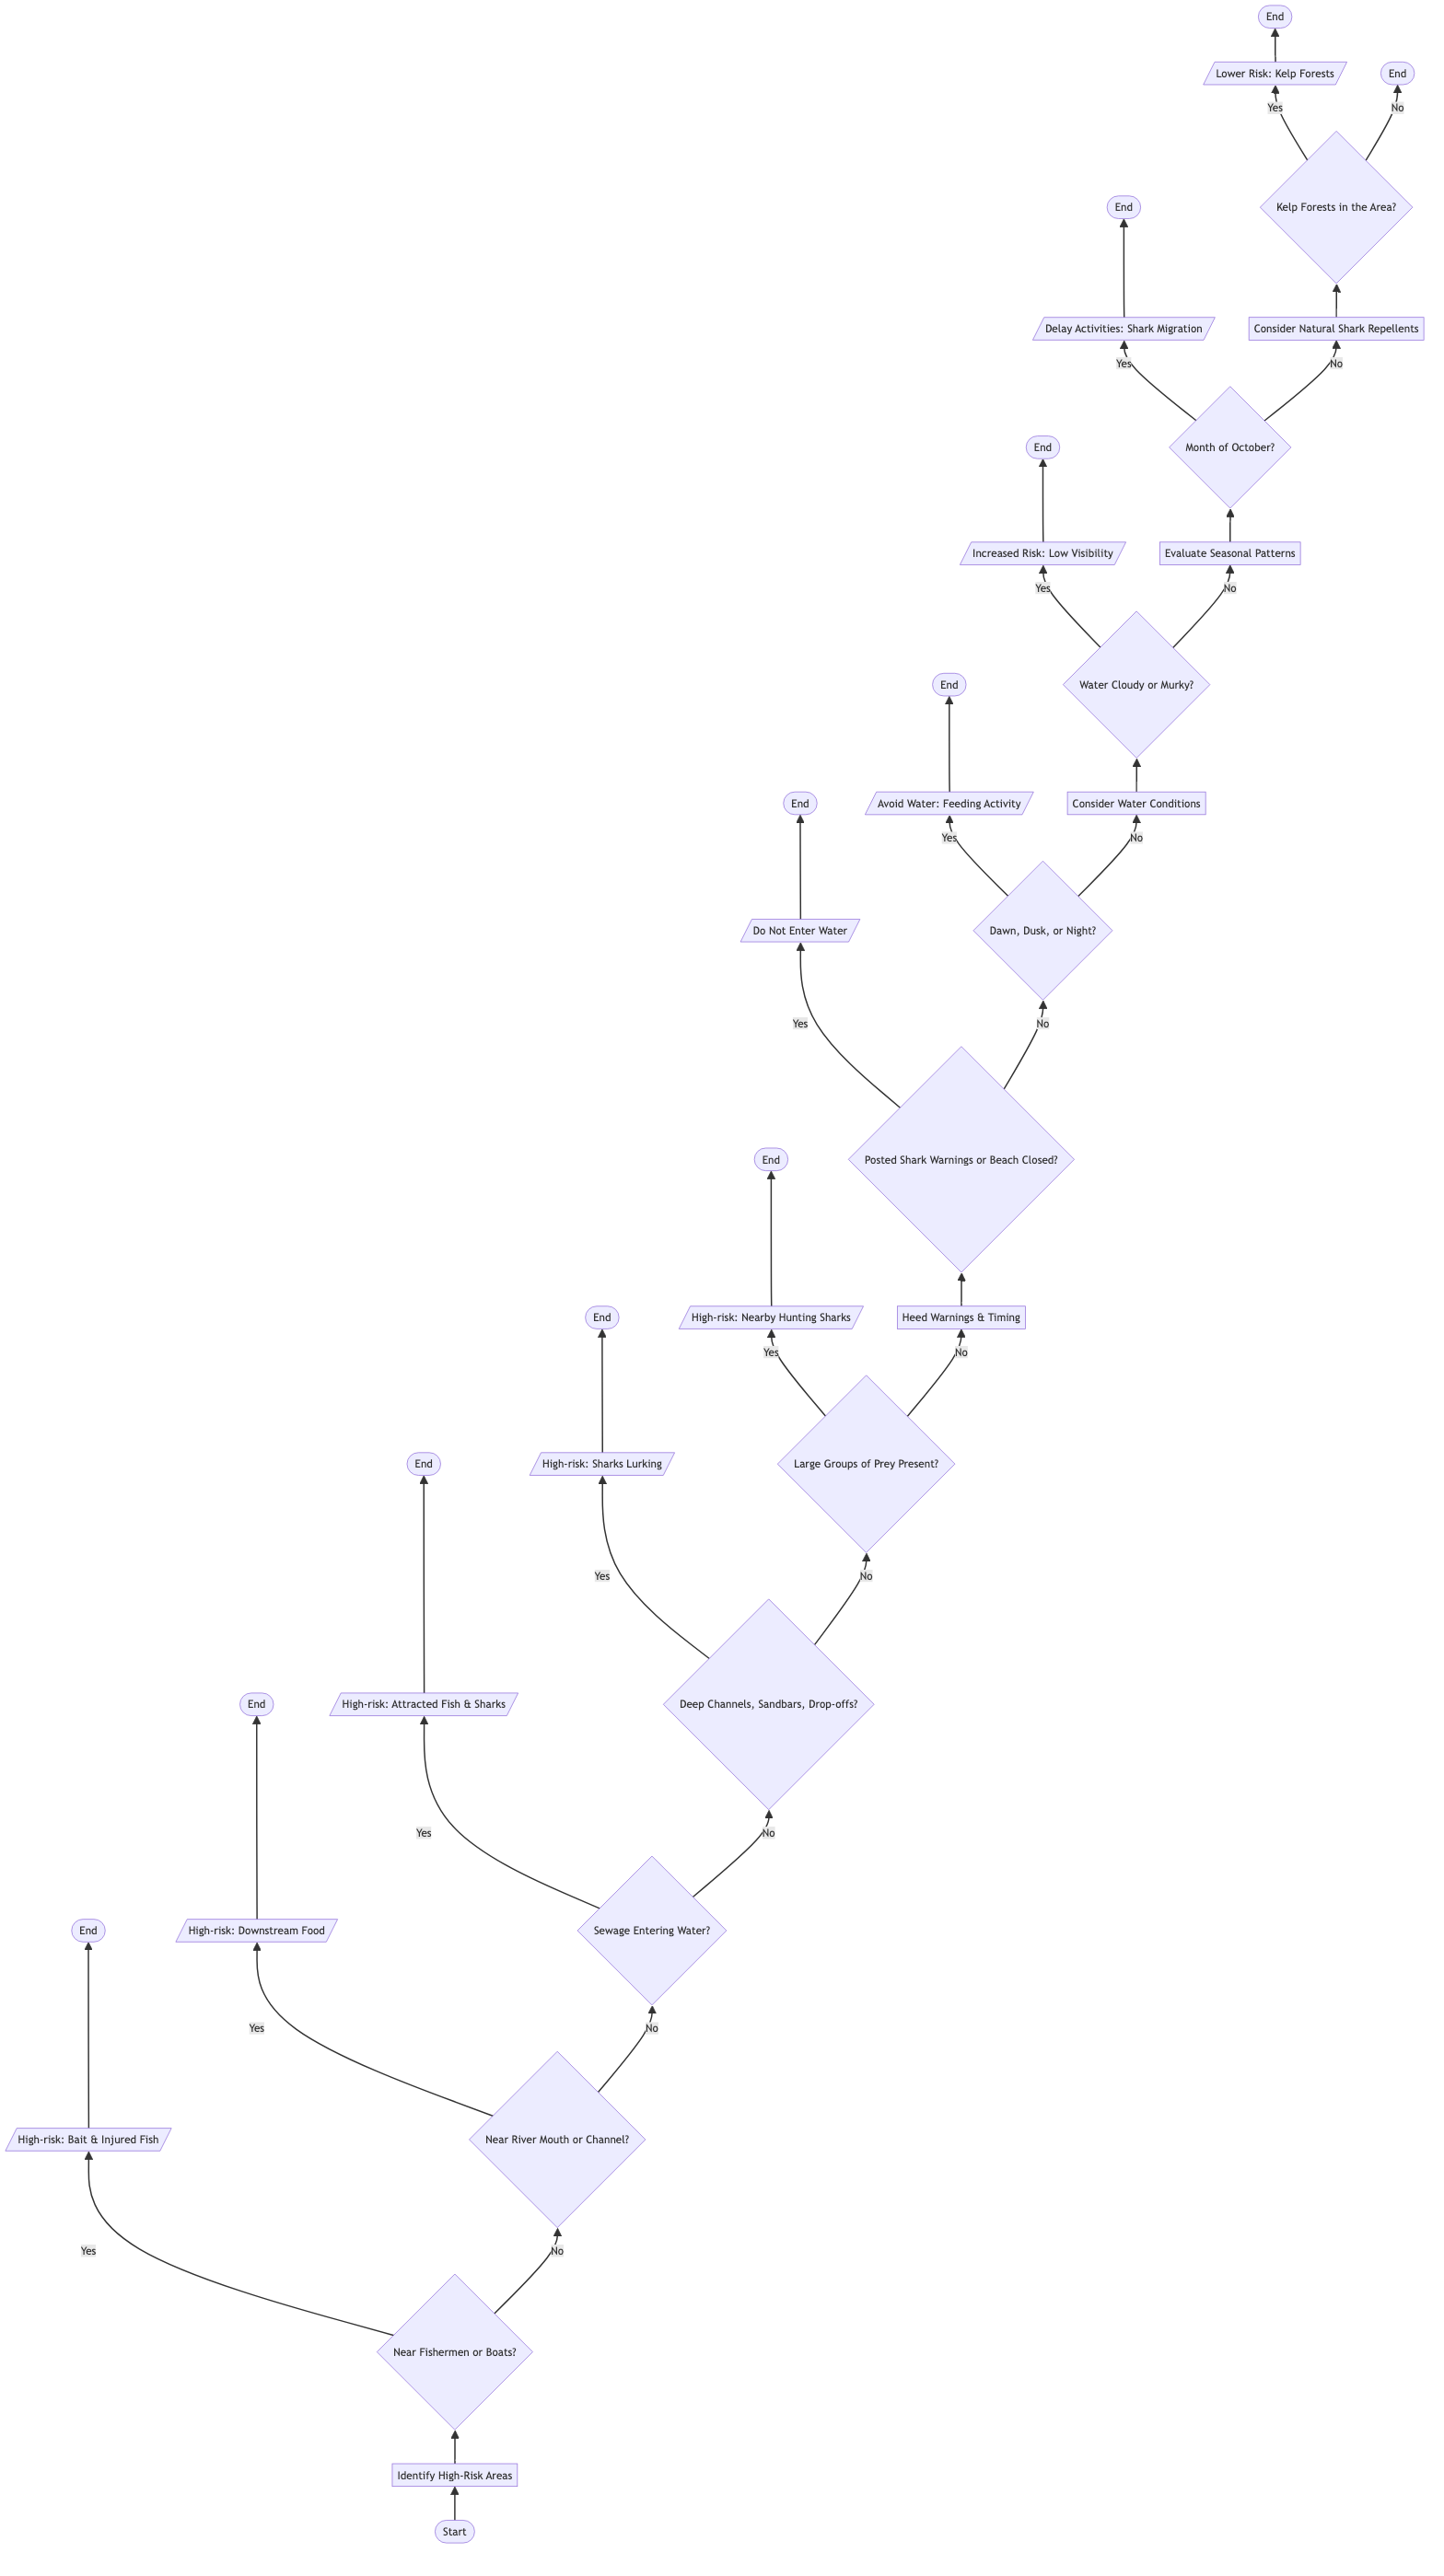 End
Lower Risk: Kelp Forests
End
Yes
No
Kelp Forests in the Area?
End
Delay Activities: Shark Migration
Consider Natural Shark Repellents
Yes
No
Month of October?
End
Increased Risk: Low Visibility
Evaluate Seasonal Patterns
Yes
No
Water Cloudy or Murky?
End
Avoid Water: Feeding Activity
Consider Water Conditions
End
Yes
No
Do Not Enter Water
Dawn, Dusk, or Night?
Yes
No
Posted Shark Warnings or Beach Closed?
End
High-risk: Nearby Hunting Sharks
Heed Warnings & Timing
End
Yes
No
High-risk: Sharks Lurking
Large Groups of Prey Present?
End
Yes
No
High-risk: Attracted Fish & Sharks
Deep Channels, Sandbars, Drop-offs?
End
Yes
No
High-risk: Downstream Food
Sewage Entering Water?
End
Yes
No
High-risk: Bait & Injured Fish
Near River Mouth or Channel?
Yes
No
Near Fishermen or Boats?
Identify High-Risk Areas
Start